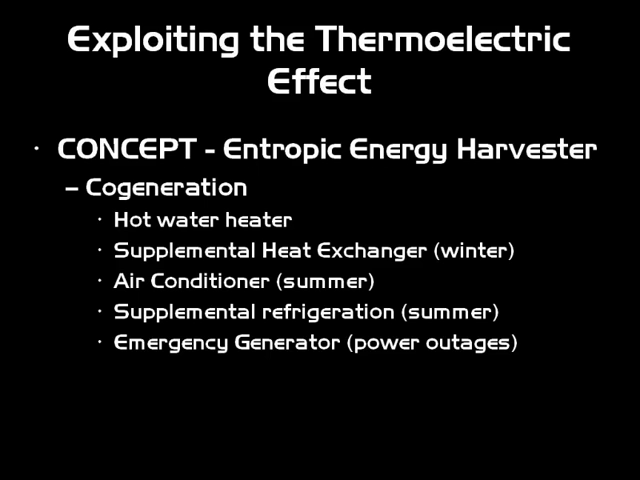 Exploiting the Thermoelectric
Effect
• CONCEPT - Entropic Energy Harvester
– Cogeneration
• Hot water heater
• Supplemental Heat Exchanger (winter)
• Air Conditioner (summer)
• Supplemental refrigeration (summer)
• Emergency Generator (power outages)